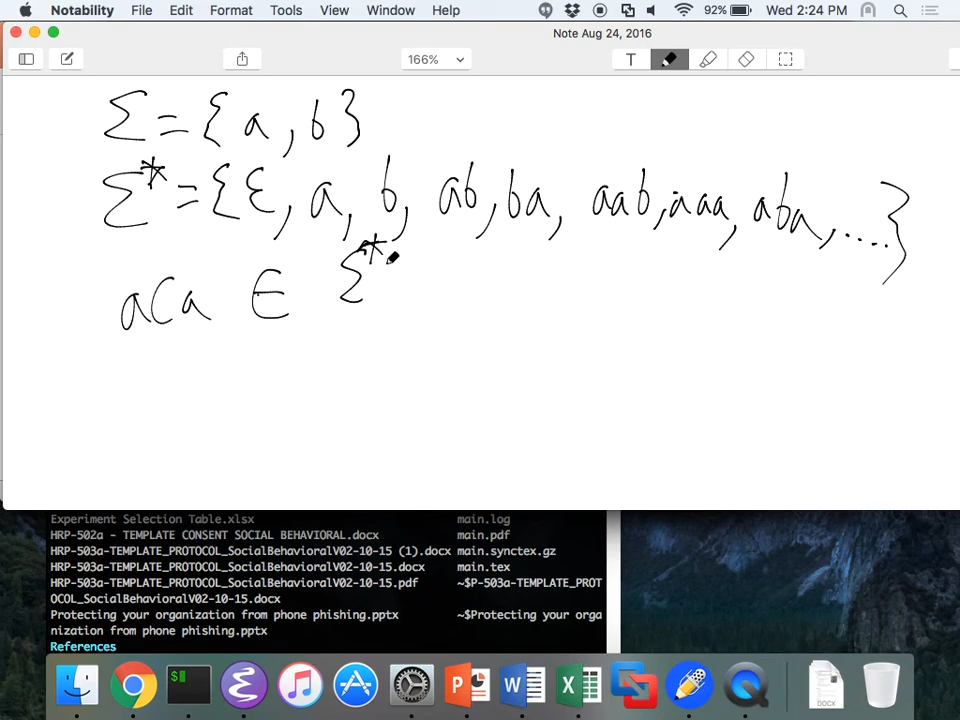 Notability File Edit Format Tools View Window Help 92% Wed 2:24 PM
Note Aug 24, 2016
166% T
Σ = {a, b}
Σ* = {ε, a, b, ab, ba, aab, aaa, aba, ....}
aca ∈ Σ*
Experiment Selection Table.xlsx main.log
HRP-502a - TEMPLATE CONSENT SOCIAL BEHAVIORAL.docx main.pdf
HRP-503a-TEMPLATE_PROTOCOL_SocialBehavioralV02-10-15 (1).docx main.synctex.gz
HRP-503a-TEMPLATE_PROTOCOL_SocialBehavioralV02-10-15.docx main.tex
HRP-503a-TEMPLATE_PROTOCOL_SocialBehavioralV02-10-15.pdf ~$P-503a-TEMPLATE_PROT
OCOL_SocialBehavioralV02-10-15.docx
Protecting your organization from phone phishing.pptx ~$Protecting your orga
nization from phone phishing.pptx
References
$ P W X DOCX